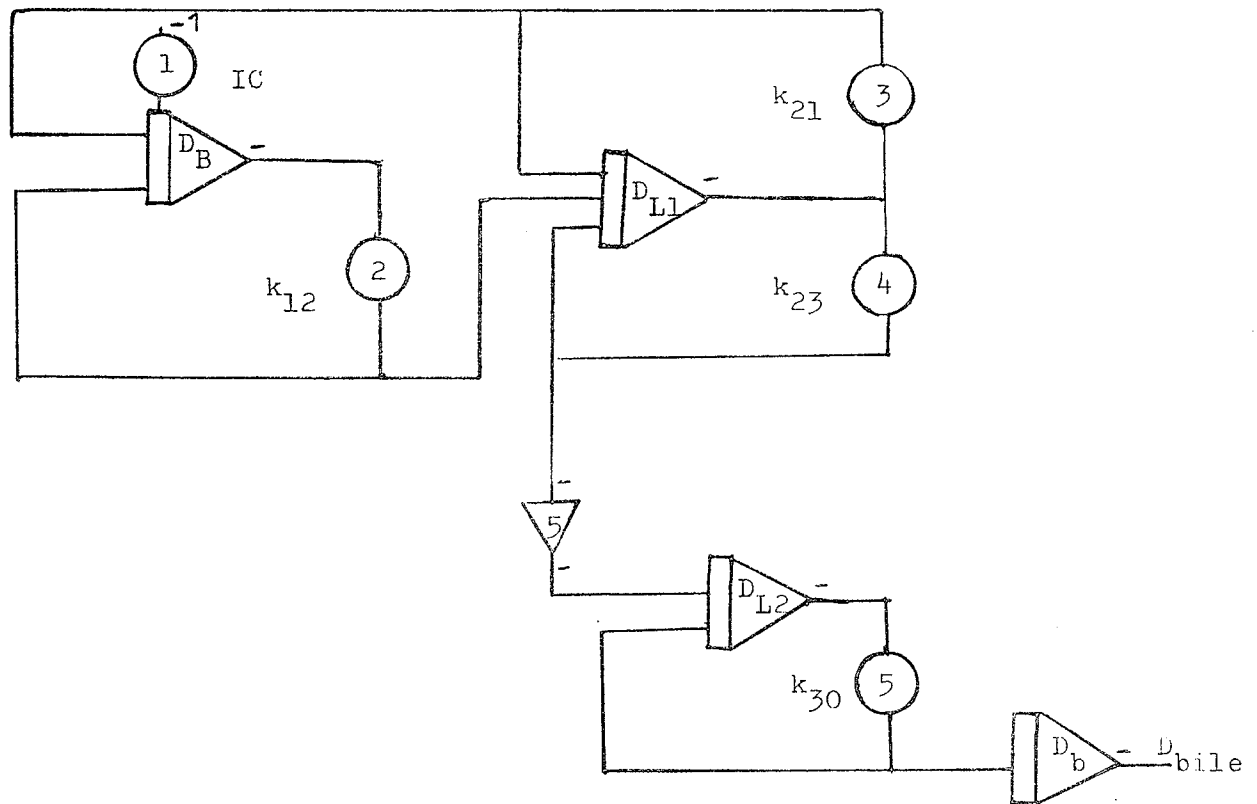 -1
1
IC
D_B
k_12
2
D_L1
k_21
3
k_23
4
5
D_L2
k_30
5
D_b
D_bile